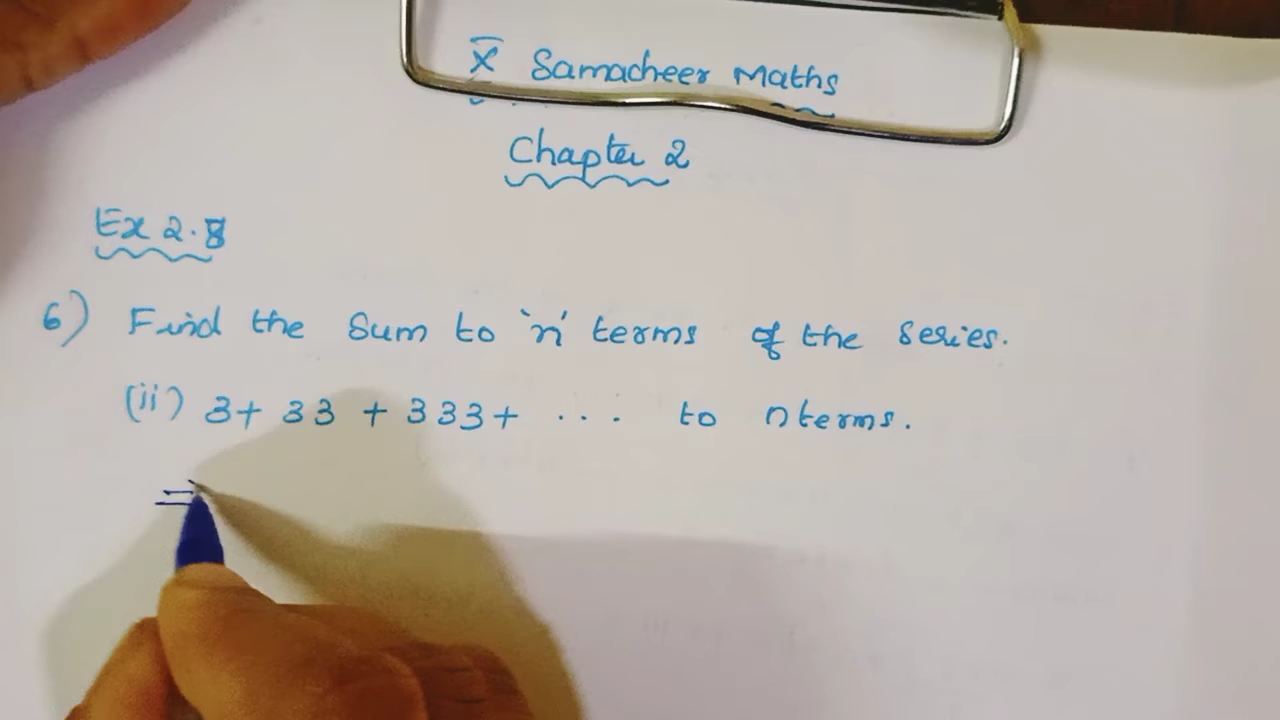 X Samacheer Maths
Chapter 2
Ex 2.8
6) Find the Sum to 'n' terms of the series.
(ii) 3+ 33 + 333+ ... to n terms.
=